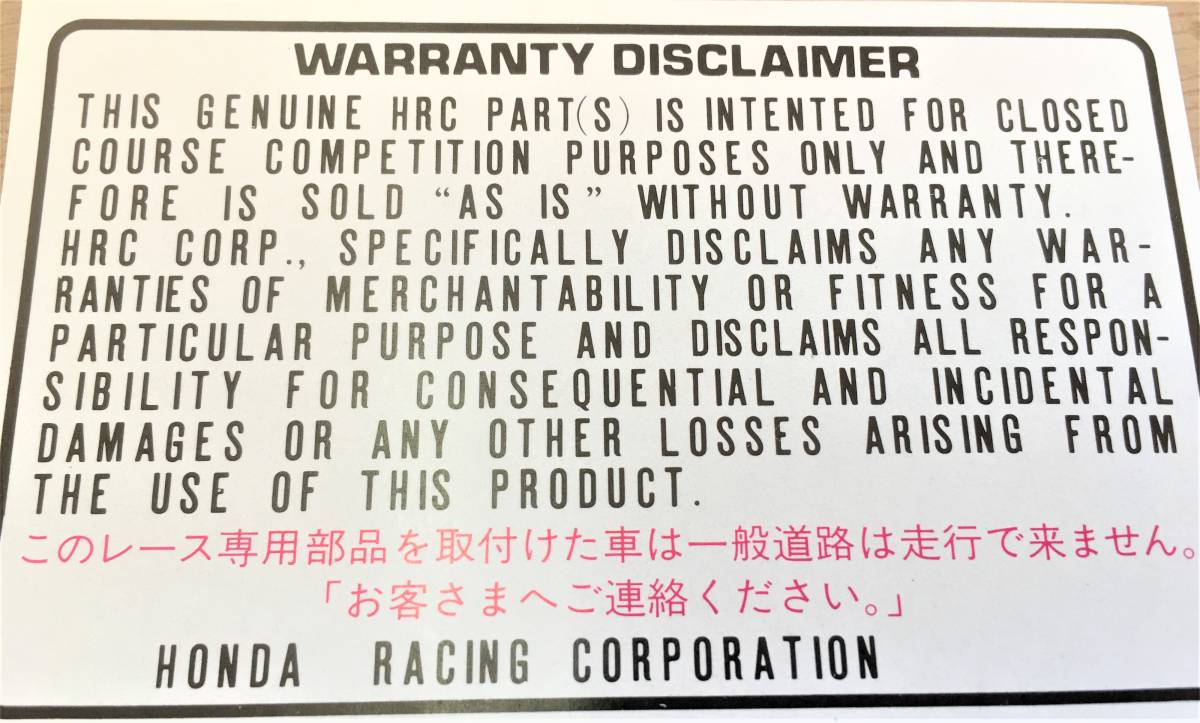 WARRANTY DISCLAIMER
THIS GENUINE HRC PART(S) IS INTENTED FOR CLOSED
COURSE COMPETITION PURPOSES ONLY AND THERE-
FORE IS SOLD “AS IS” WITHOUT WARRANTY.
HRC CORP., SPECIFICALLY DISCLAIMS ANY WAR-
RANTIES OF MERCHANTABILITY OR FITNESS FOR A
PARTICULAR PURPOSE AND DISCLAIMS ALL RESPON-
SIBILITY FOR CONSEQUENTIAL AND INCIDENTAL
DAMAGES OR ANY OTHER LOSSES ARISING FROM
THE USE OF THIS PRODUCT.
このレース専用部品を取付けた車は一般道路は走行で来ません。
「お客さまへご連絡ください。」
HONDA RACING CORPORATION